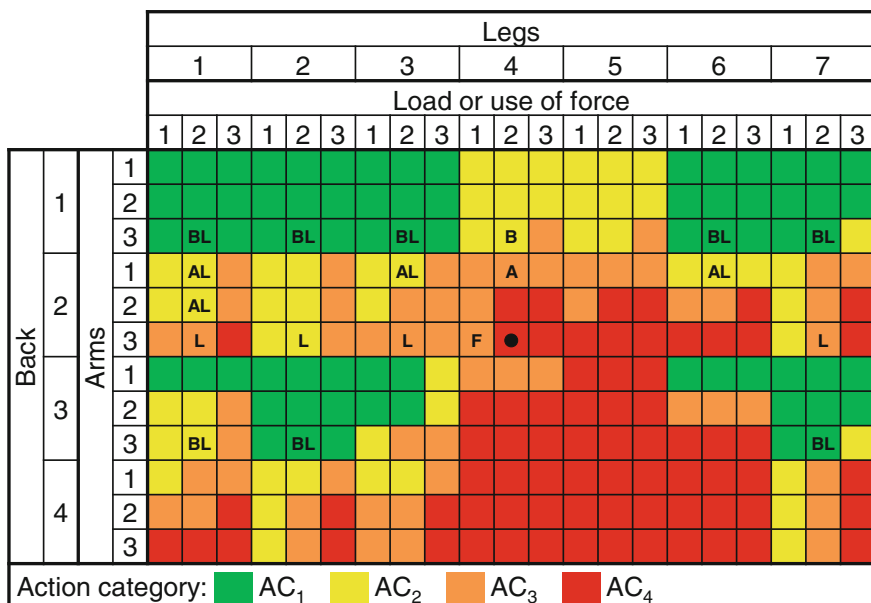 Legs
1 2 3 4 5 6 7
Load or use of force
1 2 3 1 2 3 1 2 3 1 2 3 1 2 3 1 2 3 1 2 3
Back
Arms
1 1
2
3 BL BL BL B BL BL
2 1 AL AL A AL
2 AL
3 L L L F ● L
3 1
2
3 BL BL BL
4 1
2
3
Action category: AC₁ AC₂ AC₃ AC₄